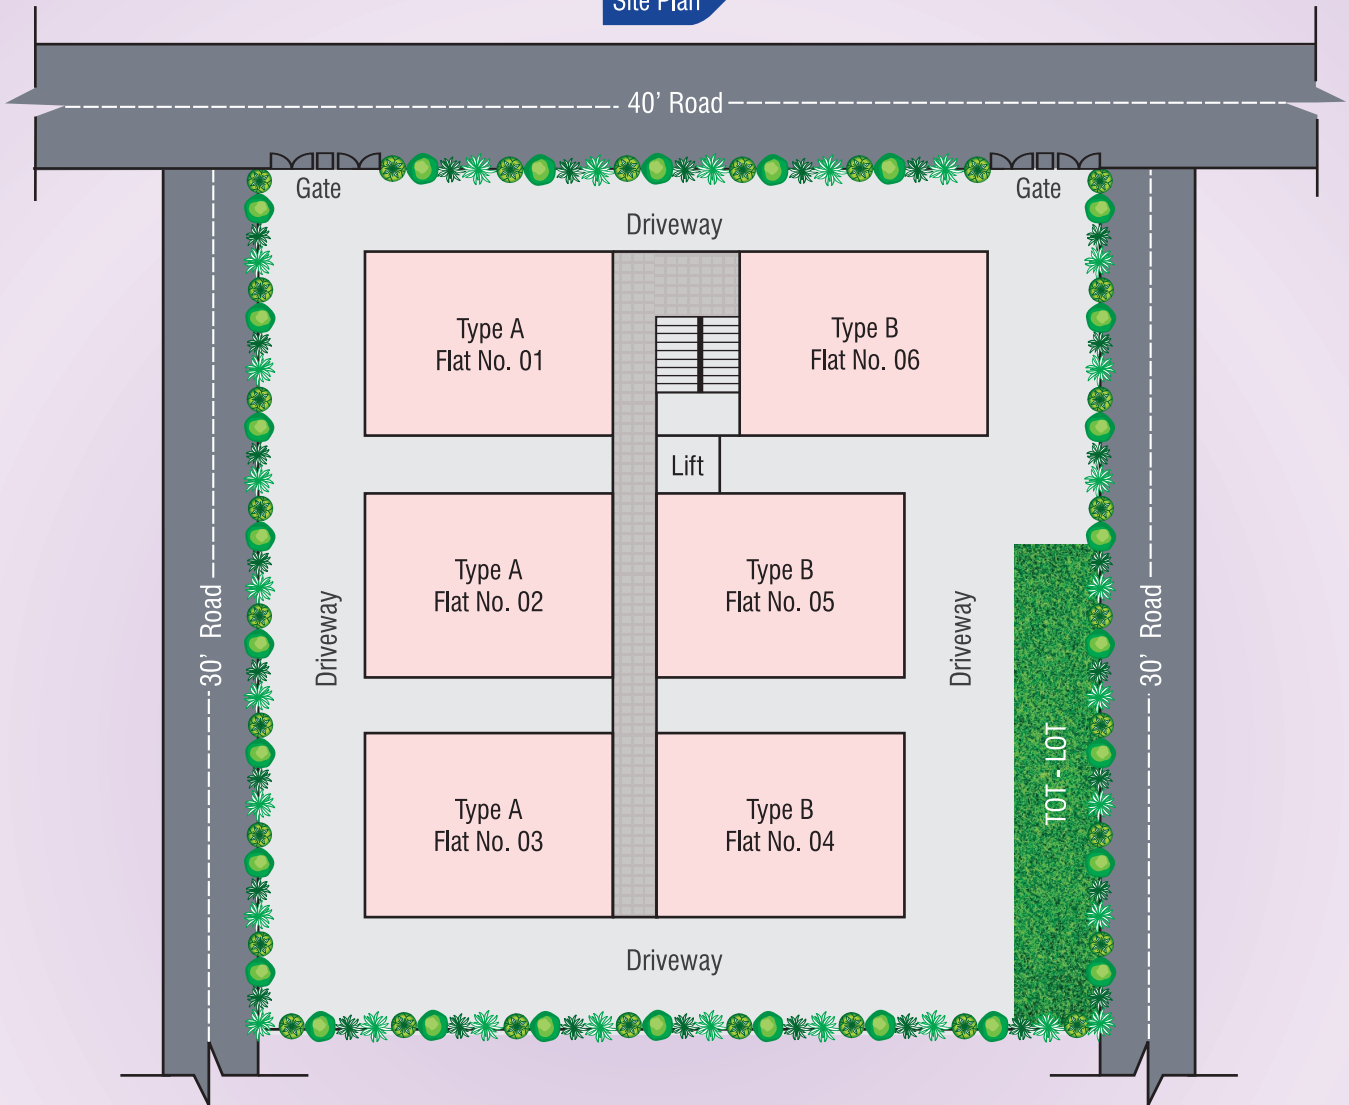 Site Plan
40' Road
Gate
Gate
Driveway
Type A
Flat No. 01
Type B
Flat No. 06
Lift
Type A
Flat No. 02
Type B
Flat No. 05
30' Road
Driveway
Driveway
30' Road
TOT - LOT
Type A
Flat No. 03
Type B
Flat No. 04
Driveway